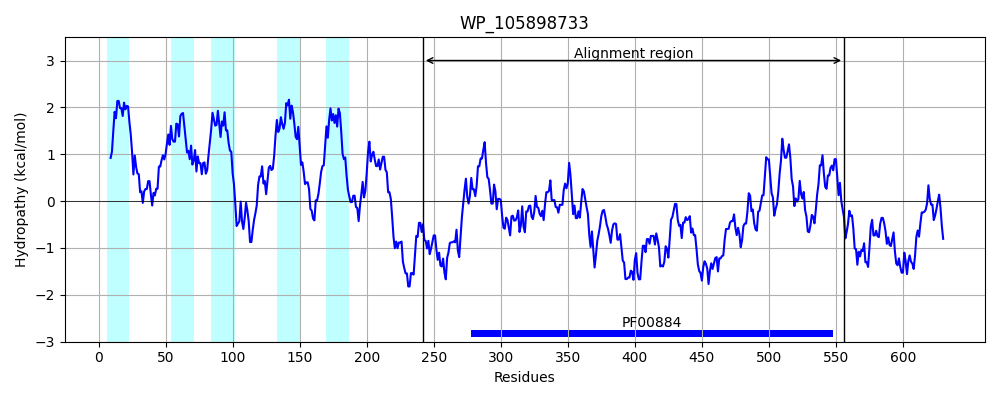 WP_105898733
Alignment region
Hydropathy (kcal/mol)
3
2
1
0
−1
−2
−3
PF00884
0 50 100 150 200 250 300 350 400 450 500 550 600
Residues